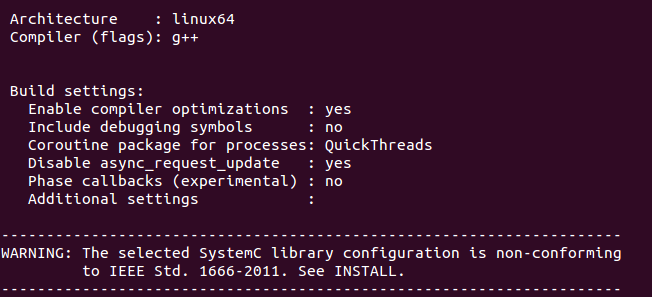 Architecture    : linux64
Compiler (flags): g++
Build settings:
Enable compiler optimizations  : yes
Include debugging symbols      : no
Coroutine package for processes: QuickThreads
Disable async_request_update   : yes
Phase callbacks (experimental) : no
Additional settings            :
---------------------------------------------------------------------
WARNING: The selected SystemC library configuration is non-conforming
to IEEE Std. 1666-2011. See INSTALL.
---------------------------------------------------------------------